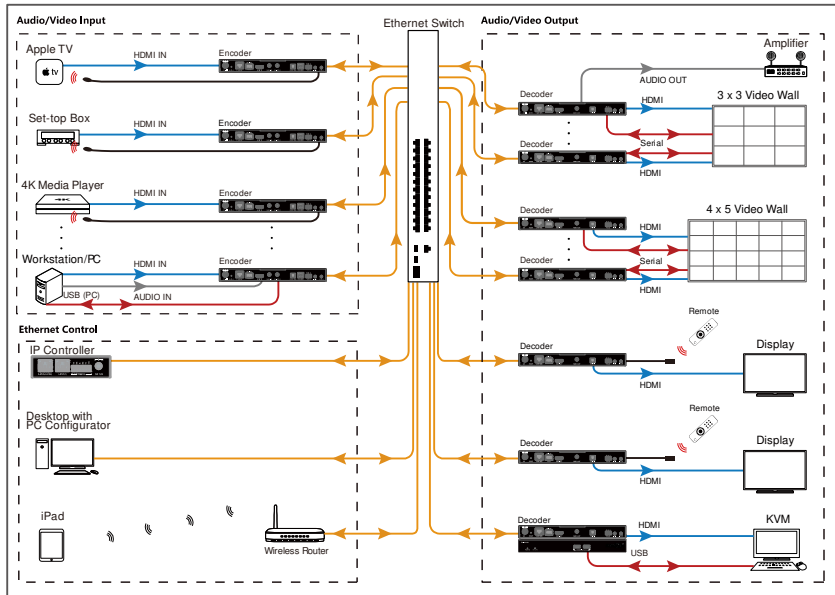 Audio/Video Input
Ethernet Switch
Audio/Video Output
Apple TV
HDMI IN
Encoder
tv
Set-top Box
HDMI IN
Encoder
4K Media Player
HDMI IN
Encoder
Workstation/PC
HDMI IN
Encoder
USB (PC)
AUDIO IN
Amplifier
AUDIO OUT
Decoder
HDMI
3 x 3 Video Wall
Decoder
Serial
HDMI
Decoder
HDMI
4 x 5 Video Wall
Decoder
Serial
HDMI
Ethernet Control
IP Controller
Desktop with
PC Configurator
iPad
Wireless Router
Remote
Decoder
HDMI
Display
Remote
Decoder
HDMI
Display
Decoder
HDMI
KVM
USB